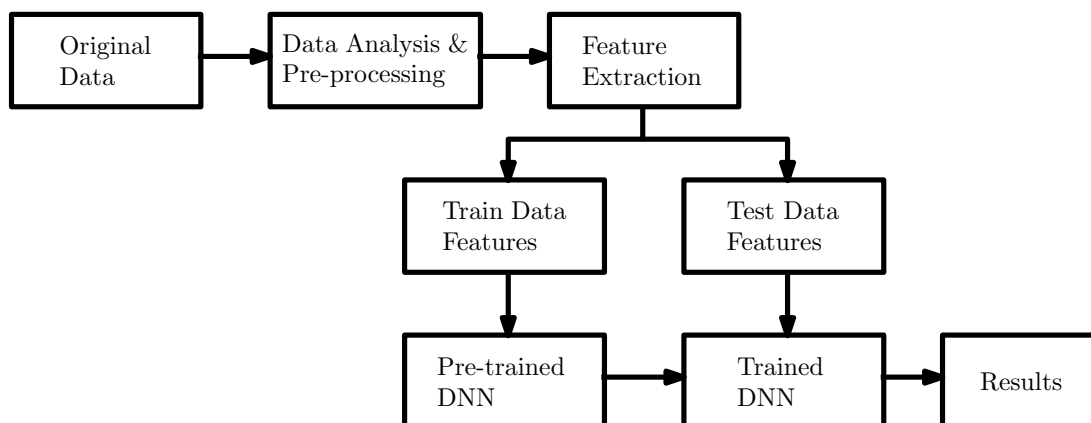 Original
Data
Data Analysis &
Pre-processing
Feature
Extraction
Train Data
Features
Test Data
Features
Pre-trained
DNN
Trained
DNN
Results